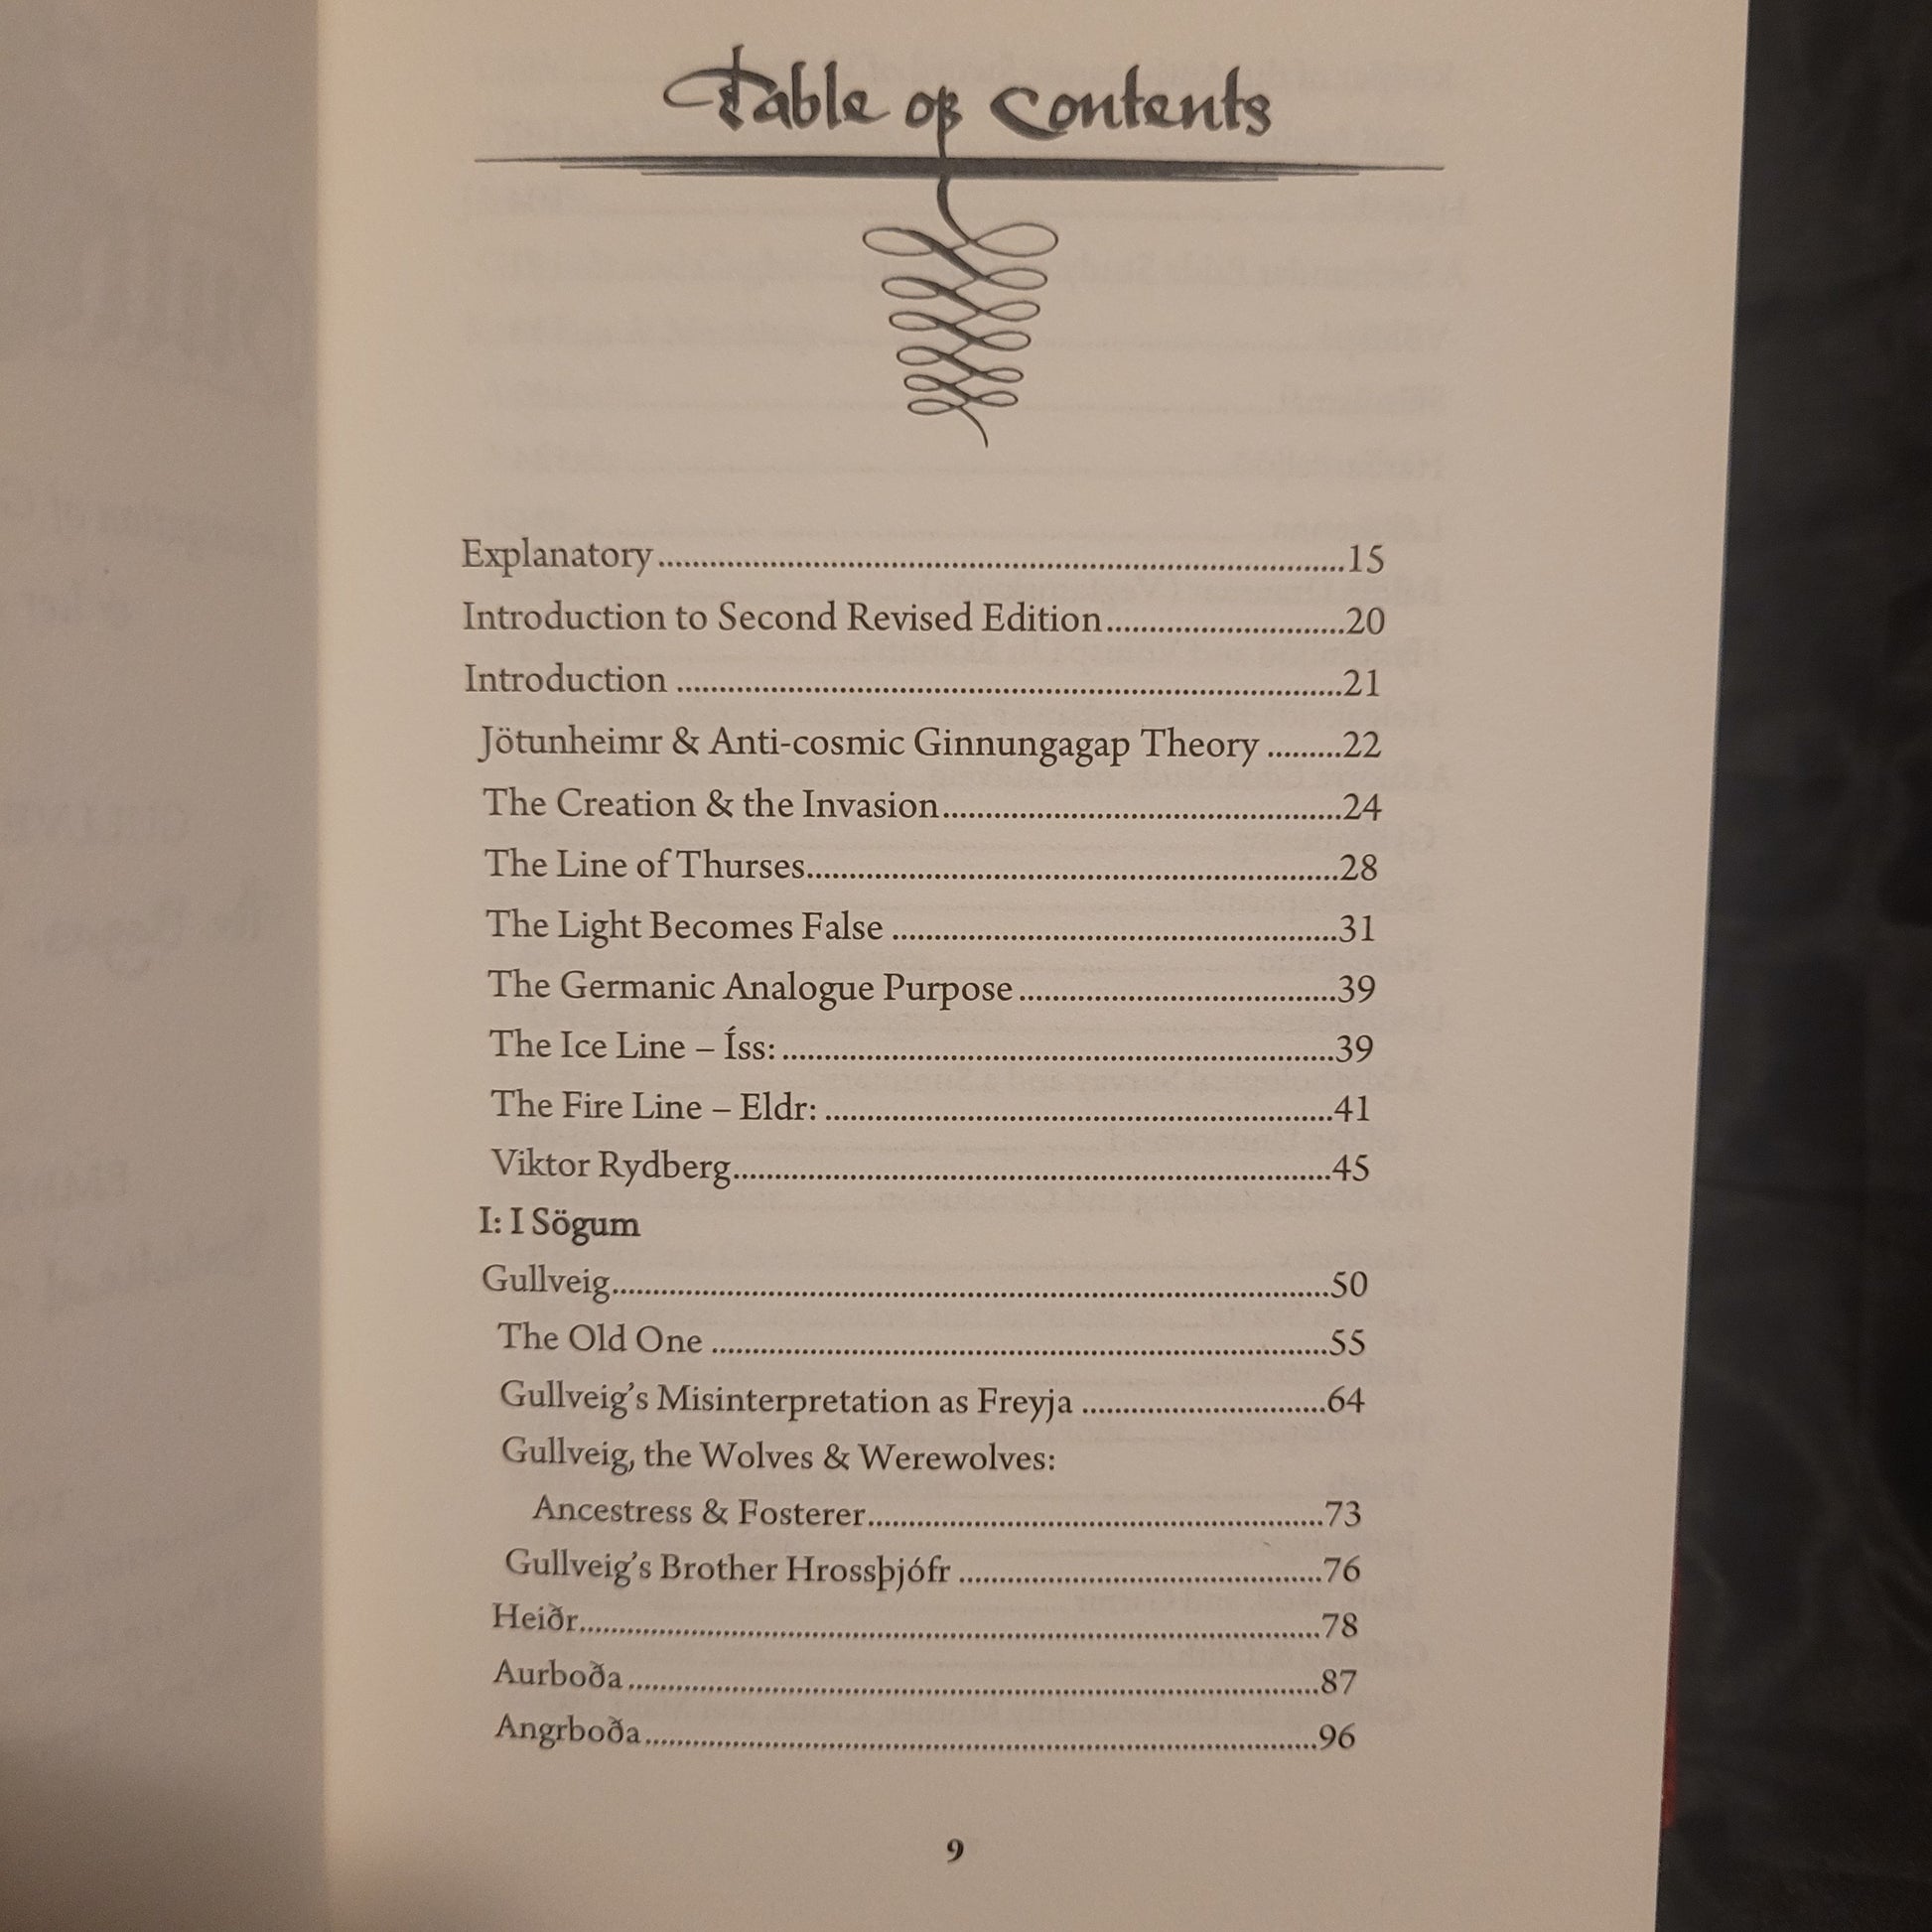 Table of Contents
Explanatory....................15
Introduction to Second Revised Edition....................20
Introduction ....................21
Jötunheimr & Anti-cosmic Ginnungagap Theory .........22
The Creation & the Invasion....................24
The Line of Thurses....................28
The Light Becomes False ....................31
The Germanic Analogue Purpose....................39
The Ice Line – Íss:....................39
The Fire Line – Eldr: ....................41
Viktor Rydberg....................45
I: I Sögum
Gullveig....................50
The Old One ....................55
Gullveig's Misinterpretation as Freyja ....................64
Gullveig, the Wolves & Werewolves:
Ancestress & Fosterer....................73
Gullveig's Brother Hrossþjófr ....................76
Heiðr....................78
Aurboða....................87
Angrboða....................96
9